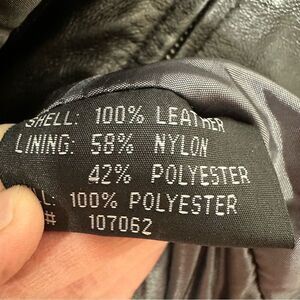 SHELL: 100% LEATHER
LINING: 58% NYLON
42% POLYESTER
L: 100% POLYESTER
# 107062